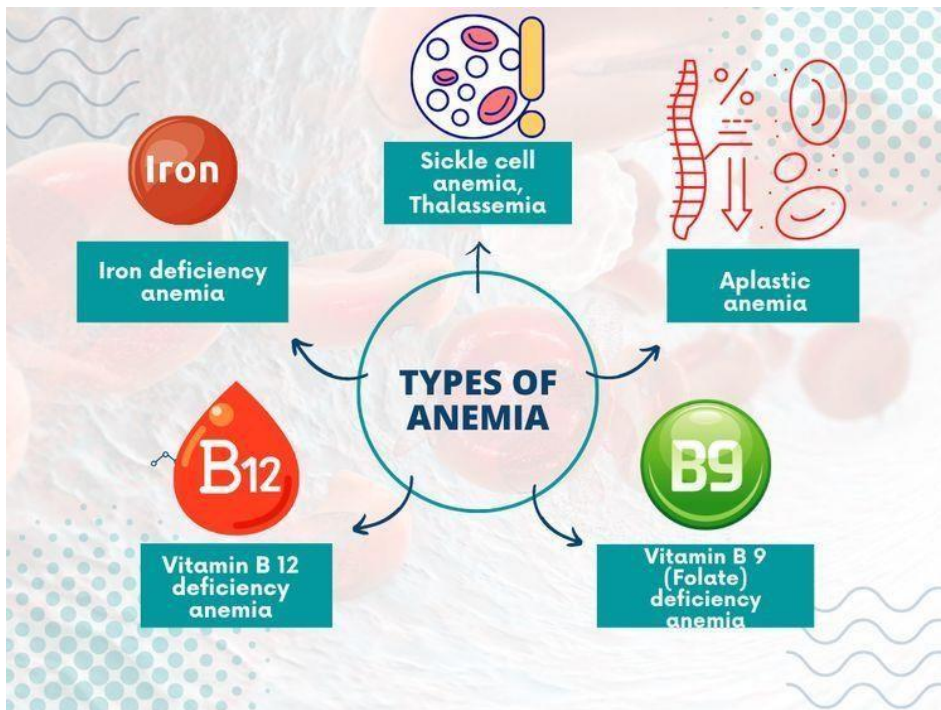 Sickle cell
anemia,
Thalassemia
Iron
Iron deficiency
anemia
%
Aplastic
anemia
TYPES OF
ANEMIA
B12
Vitamin B 12
deficiency
anemia
B9
Vitamin B 9
(Folate)
deficiency
anemia